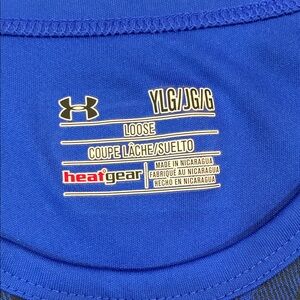 YLG/JG/G
LOOSE
COUPE LÂCHE/SUELTO
heatgear
MADE IN NICARAGUA
FABRIQUÉ AU NICARAGUA
HECHO EN NICARAGUA